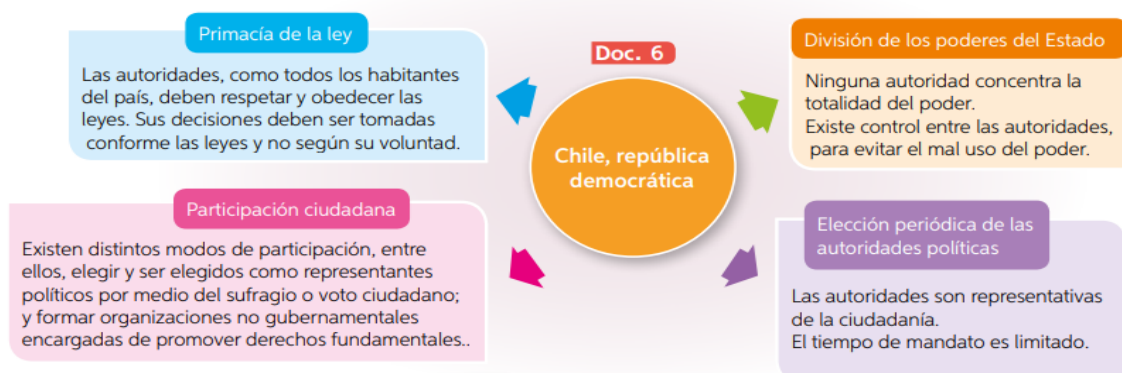 Primacía de la ley
Las autoridades, como todos los habitantes
del país, deben respetar y obedecer las
leyes. Sus decisiones deben ser tomadas
conforme las leyes y no según su voluntad.
Doc. 6
Chile, república
democrática
División de los poderes del Estado
Ninguna autoridad concentra la
totalidad del poder.
Existe control entre las autoridades,
para evitar el mal uso del poder.
Participación ciudadana
Existen distintos modos de participación, entre
ellos, elegir y ser elegidos como representantes
políticos por medio del sufragio o voto ciudadano;
y formar organizaciones no gubernamentales
encargadas de promover derechos fundamentales..
Elección periódica de las
autoridades políticas
Las autoridades son representativas
de la ciudadanía.
El tiempo de mandato es limitado.